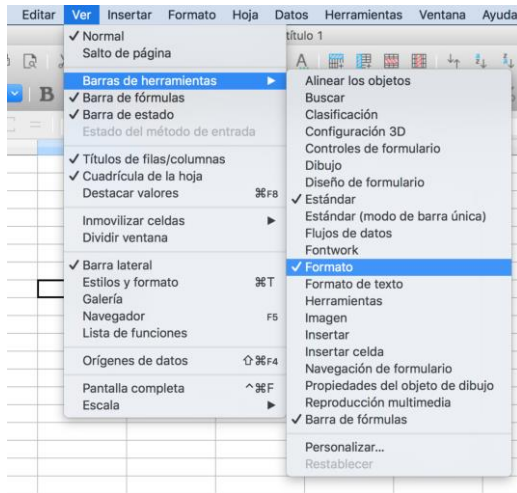 Editar Ver Insertar Formato Hoja Datos Herramientas Ventana Ayuda
título 1
✓ Normal
Salto de página
Barras de herramientas ▶
✓ Barra de fórmulas
✓ Barra de estado
Estado del método de entrada
✓ Títulos de filas/columnas
✓ Cuadrícula de la hoja
Destacar valores ⌘F8
Inmovilizar celdas ▶
Dividir ventana
✓ Barra lateral
Estilos y formato ⌘T
Galería
Navegador F5
Lista de funciones
Orígenes de datos ⇧⌘F4
Pantalla completa ^⌘F
Escala ▶
Alinear los objetos
Buscar
Clasificación
Configuración 3D
Controles de formulario
Dibujo
Diseño de formulario
✓ Estándar
Estándar (modo de barra única)
Flujos de datos
Fontwork
✓ Formato
Formato de texto
Herramientas
Imagen
Insertar
Insertar celda
Navegación de formulario
Propiedades del objeto de dibujo
Reproducción multimedia
✓ Barra de fórmulas
Personalizar...
Restablecer
B
A